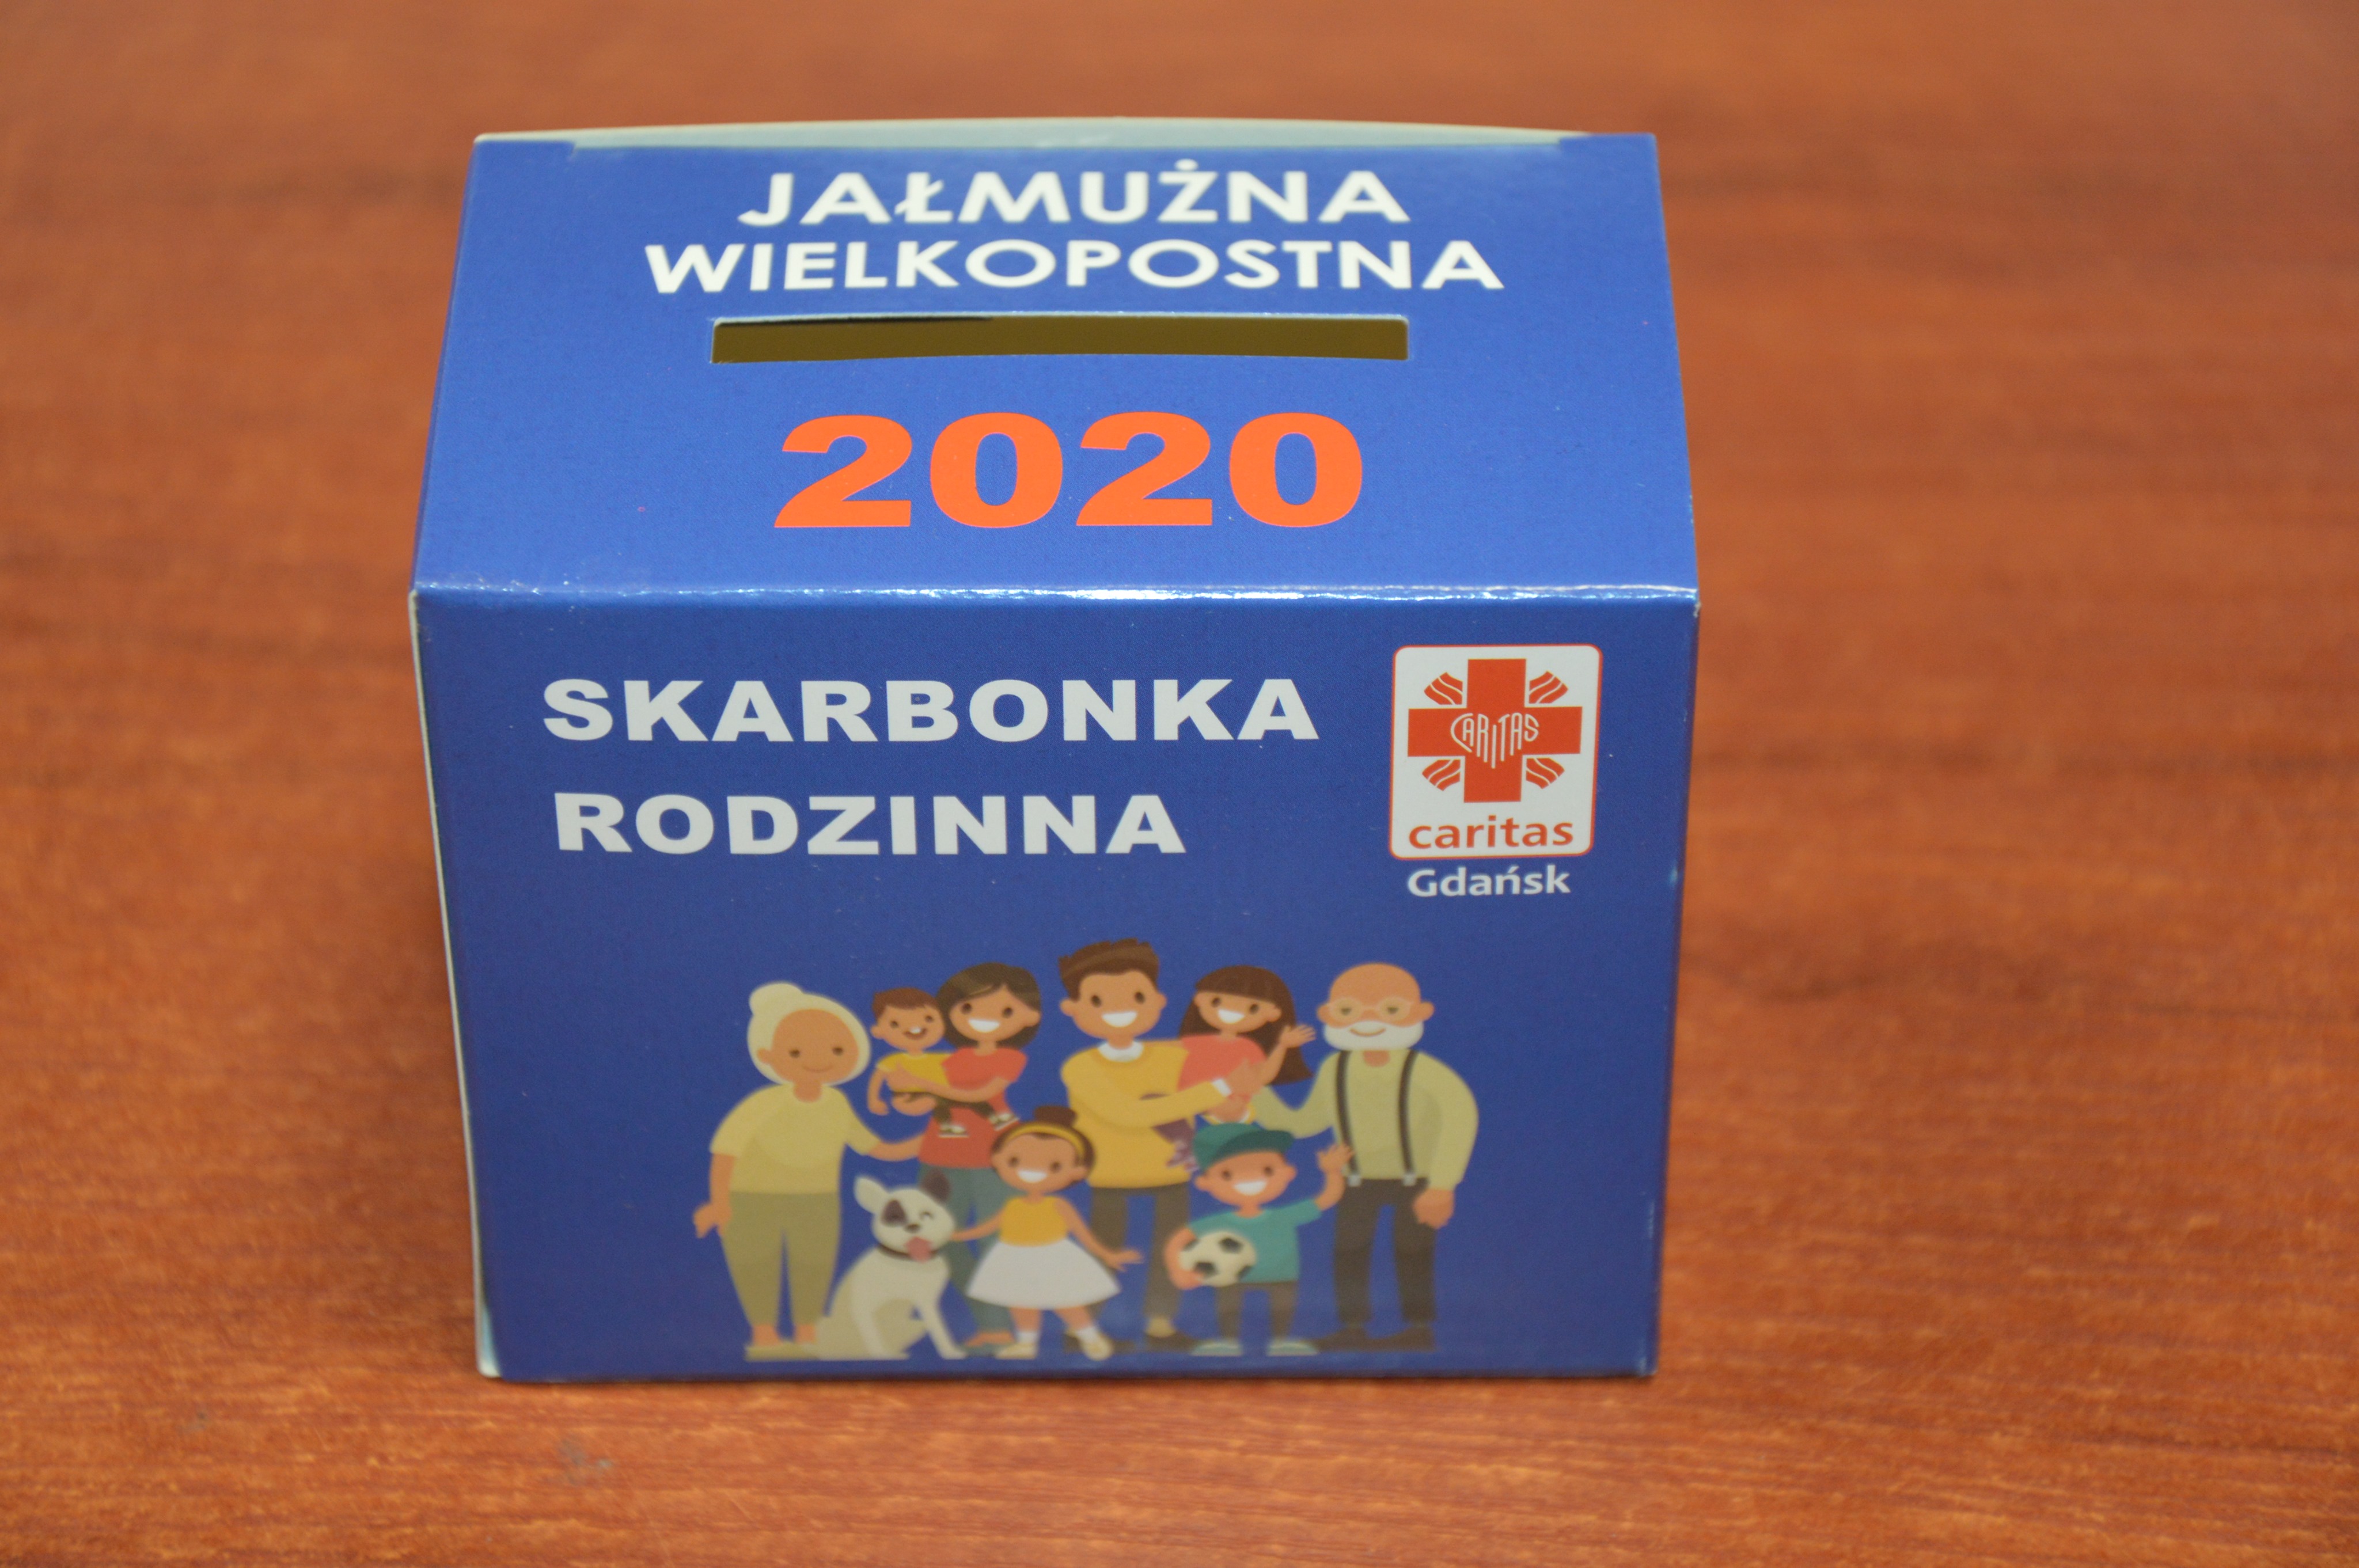 JAŁMUŻNA
WIELKOPOSTNA
2020
SKARBONKA
RODZINNA
CARITAS
caritas
Gdańsk